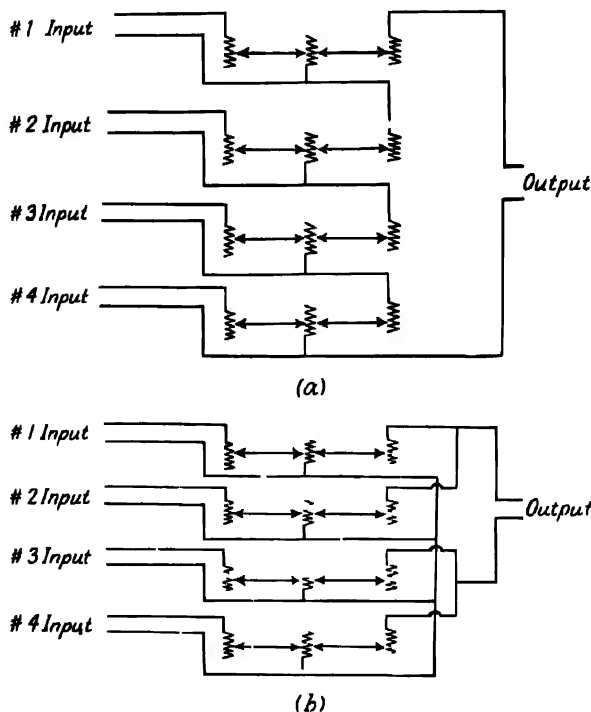 #1 Input
#2 Input
#3 Input
#4 Input
Output
(a)
#1 Input
#2 Input
#3 Input
#4 Input
Output
(b)